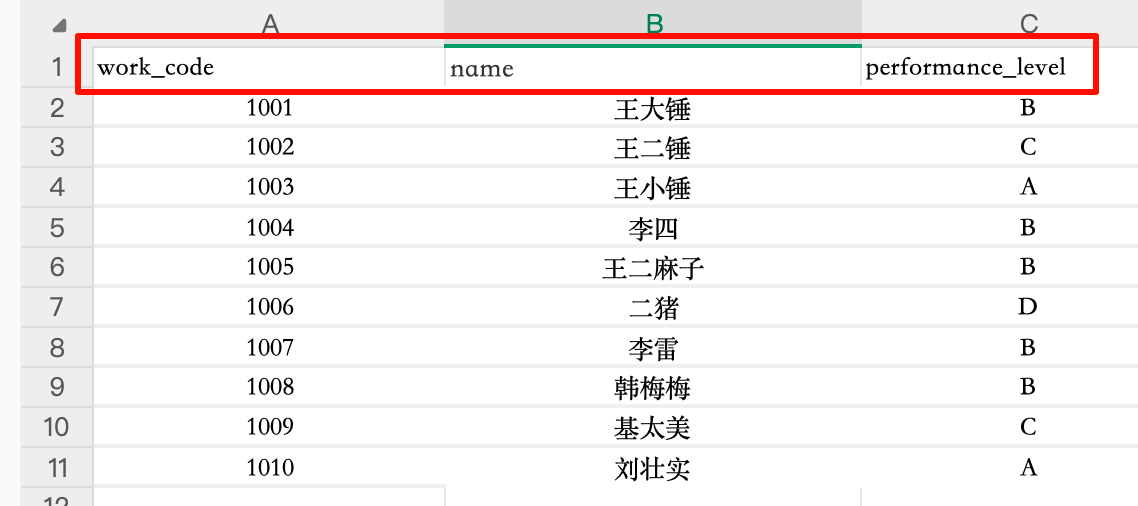 A B C
1 work_code name performance_level
2 1001 王大锤 B
3 1002 王二锤 C
4 1003 王小锤 A
5 1004 李四 B
6 1005 王二麻子 B
7 1006 二猪 D
8 1007 李雷 B
9 1008 韩梅梅 B
10 1009 基太美 C
11 1010 刘壮实 A
12